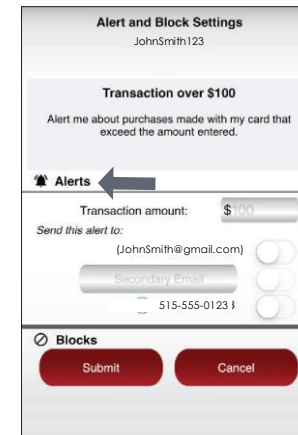 Alert and Block Settings
JohnSmith123
Transaction over $100
Alert me about purchases made with my card that
exceed the amount entered.
Alerts
Transaction amount: $100
Send this alert to:
(JohnSmith@gmail.com)
Secondary Email
515-555-0123
Blocks
Submit Cancel